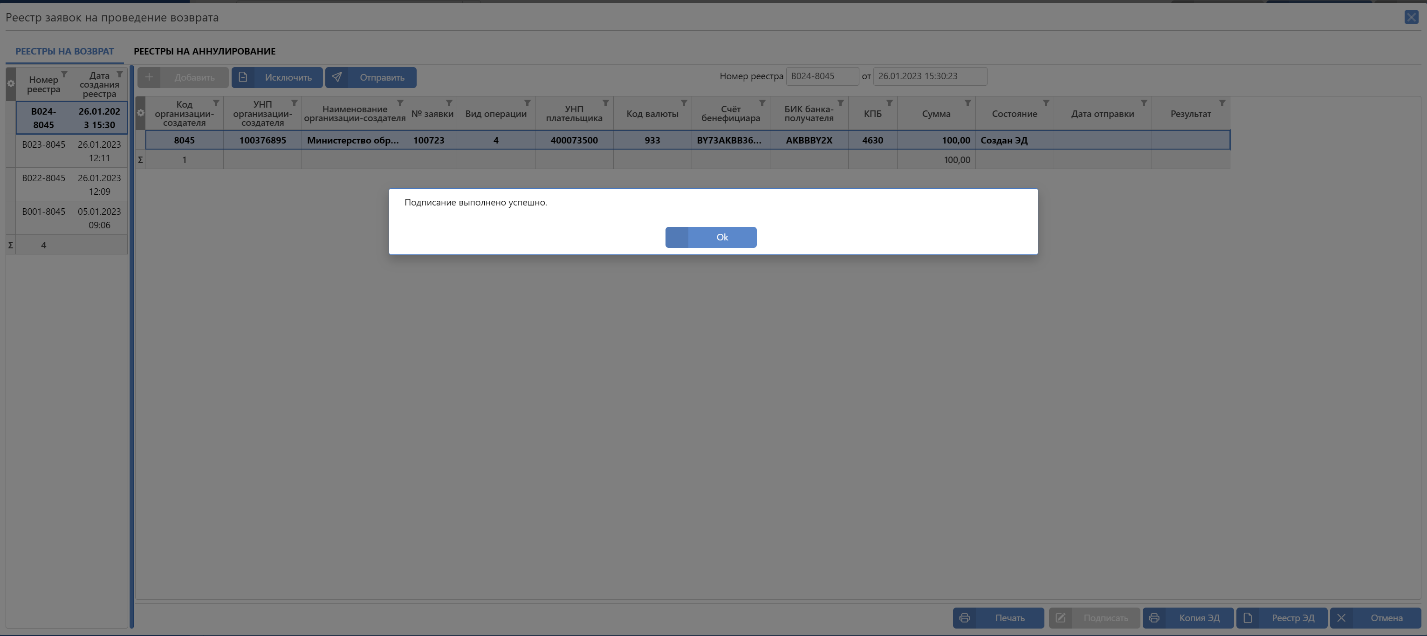 Реестр заявок на проведение возврата
РЕЕСТРЫ НА ВОЗВРАТ РЕЕСТРЫ НА АННУЛИРОВАНИЕ
Номер реестра
Дата создания реестра
B024-8045
26.01.2023 15:30
B023-8045
26.01.2023 12:11
B022-8045
26.01.2023 12:09
B001-8045
05.01.2023 09:06
Σ 4
Добавить Исключить Отправить
Номер реестра B024-8045 от 26.01.2023 15:30:23
Код организации-создателя
УНП организации-создателя
Наименование организации-создателя
№ заявки
Вид операции
УНП плательщика
Код валюты
Счёт бенефициара
БИК банка-получателя
КПБ
Сумма
Состояние
Дата отправки
Результат
8045 100376895 Министерство обр... 100723 4 400073500 933 BY73AKBB36... AKBBBY2X 4630 100,00 Создан ЭД
Σ 1 100,00
Подписание выполнено успешно.
Ok
Печать Подписать Копия ЭД Реестр ЭД Отмена